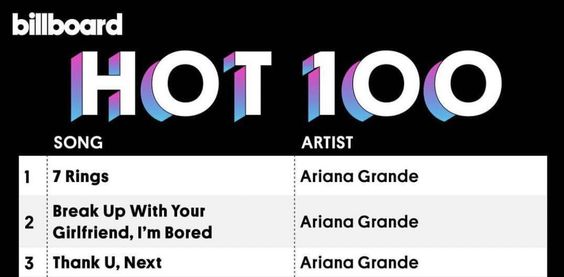 billboard
HOT 100
SONG ARTIST
1 7 Rings Ariana Grande
2 Break Up With Your
Girlfriend, I'm Bored Ariana Grande
3 Thank U, Next Ariana Grande